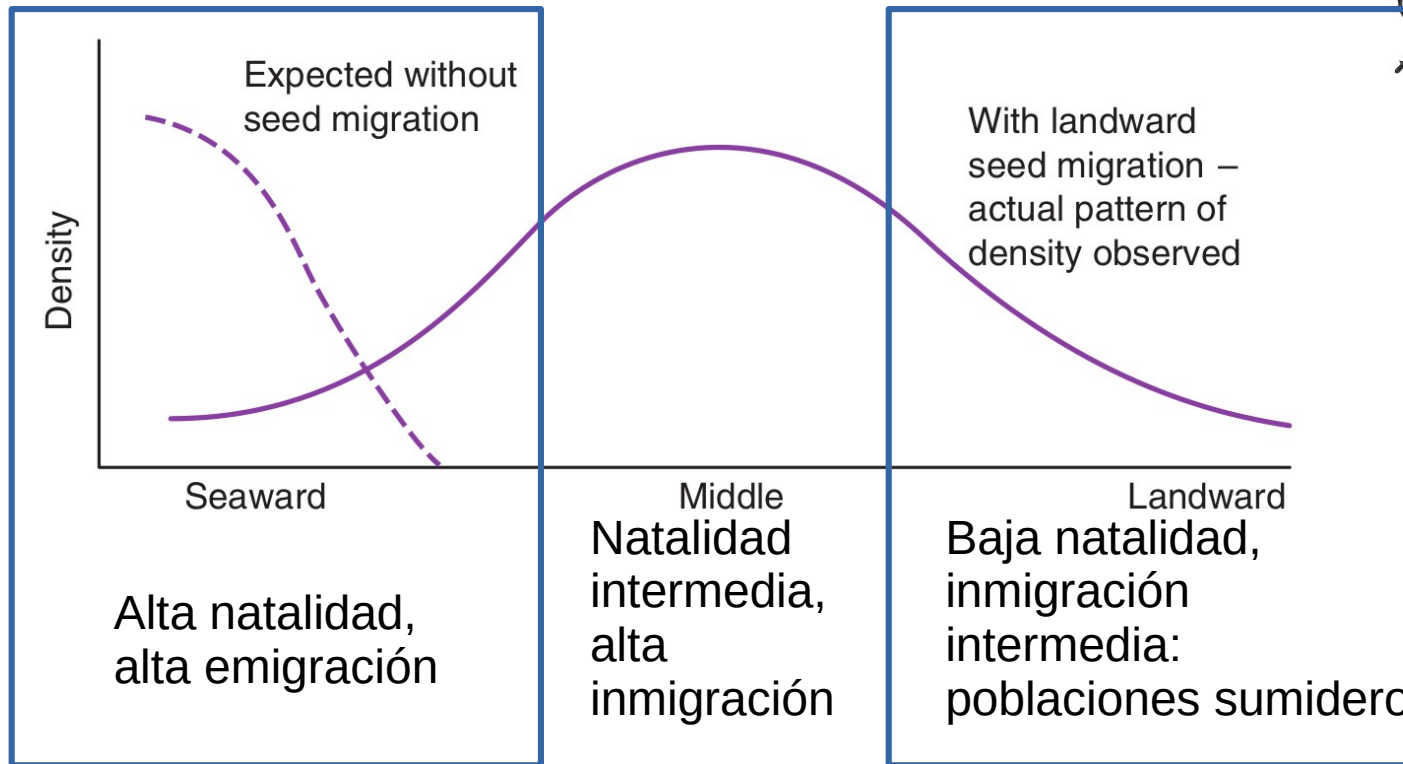 Expected without
seed migration
With landward
seed migration –
actual pattern of
density observed
Density
Seaward
Middle
Landward
Alta natalidad,
alta emigración
Natalidad
intermedia,
alta
inmigración
Baja natalidad,
inmigración
intermedia:
poblaciones sumidero